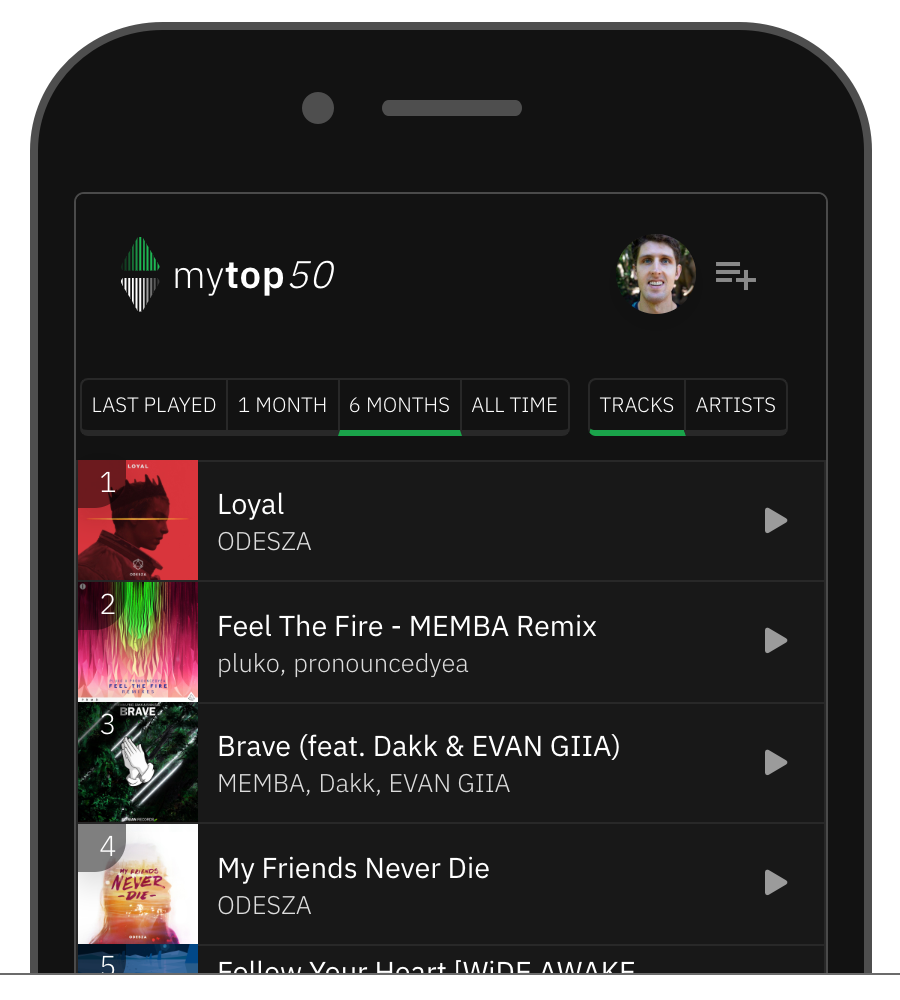 mytop50
LAST PLAYED 1 MONTH 6 MONTHS ALL TIME TRACKS ARTISTS
1
LOYAL
ODESZA
Loyal
ODESZA
2
FEEL THE FIRE
REMIXES
Feel The Fire - MEMBA Remix
pluko, pronouncedyea
3
BRAVE
Brave (feat. Dakk & EVAN GIIA)
MEMBA, Dakk, EVAN GIIA
4
MY FRIENDS
NEVER
-DIE-
ODESZA
My Friends Never Die
ODESZA
5
Follow Your Heart [WiDE AWAKE